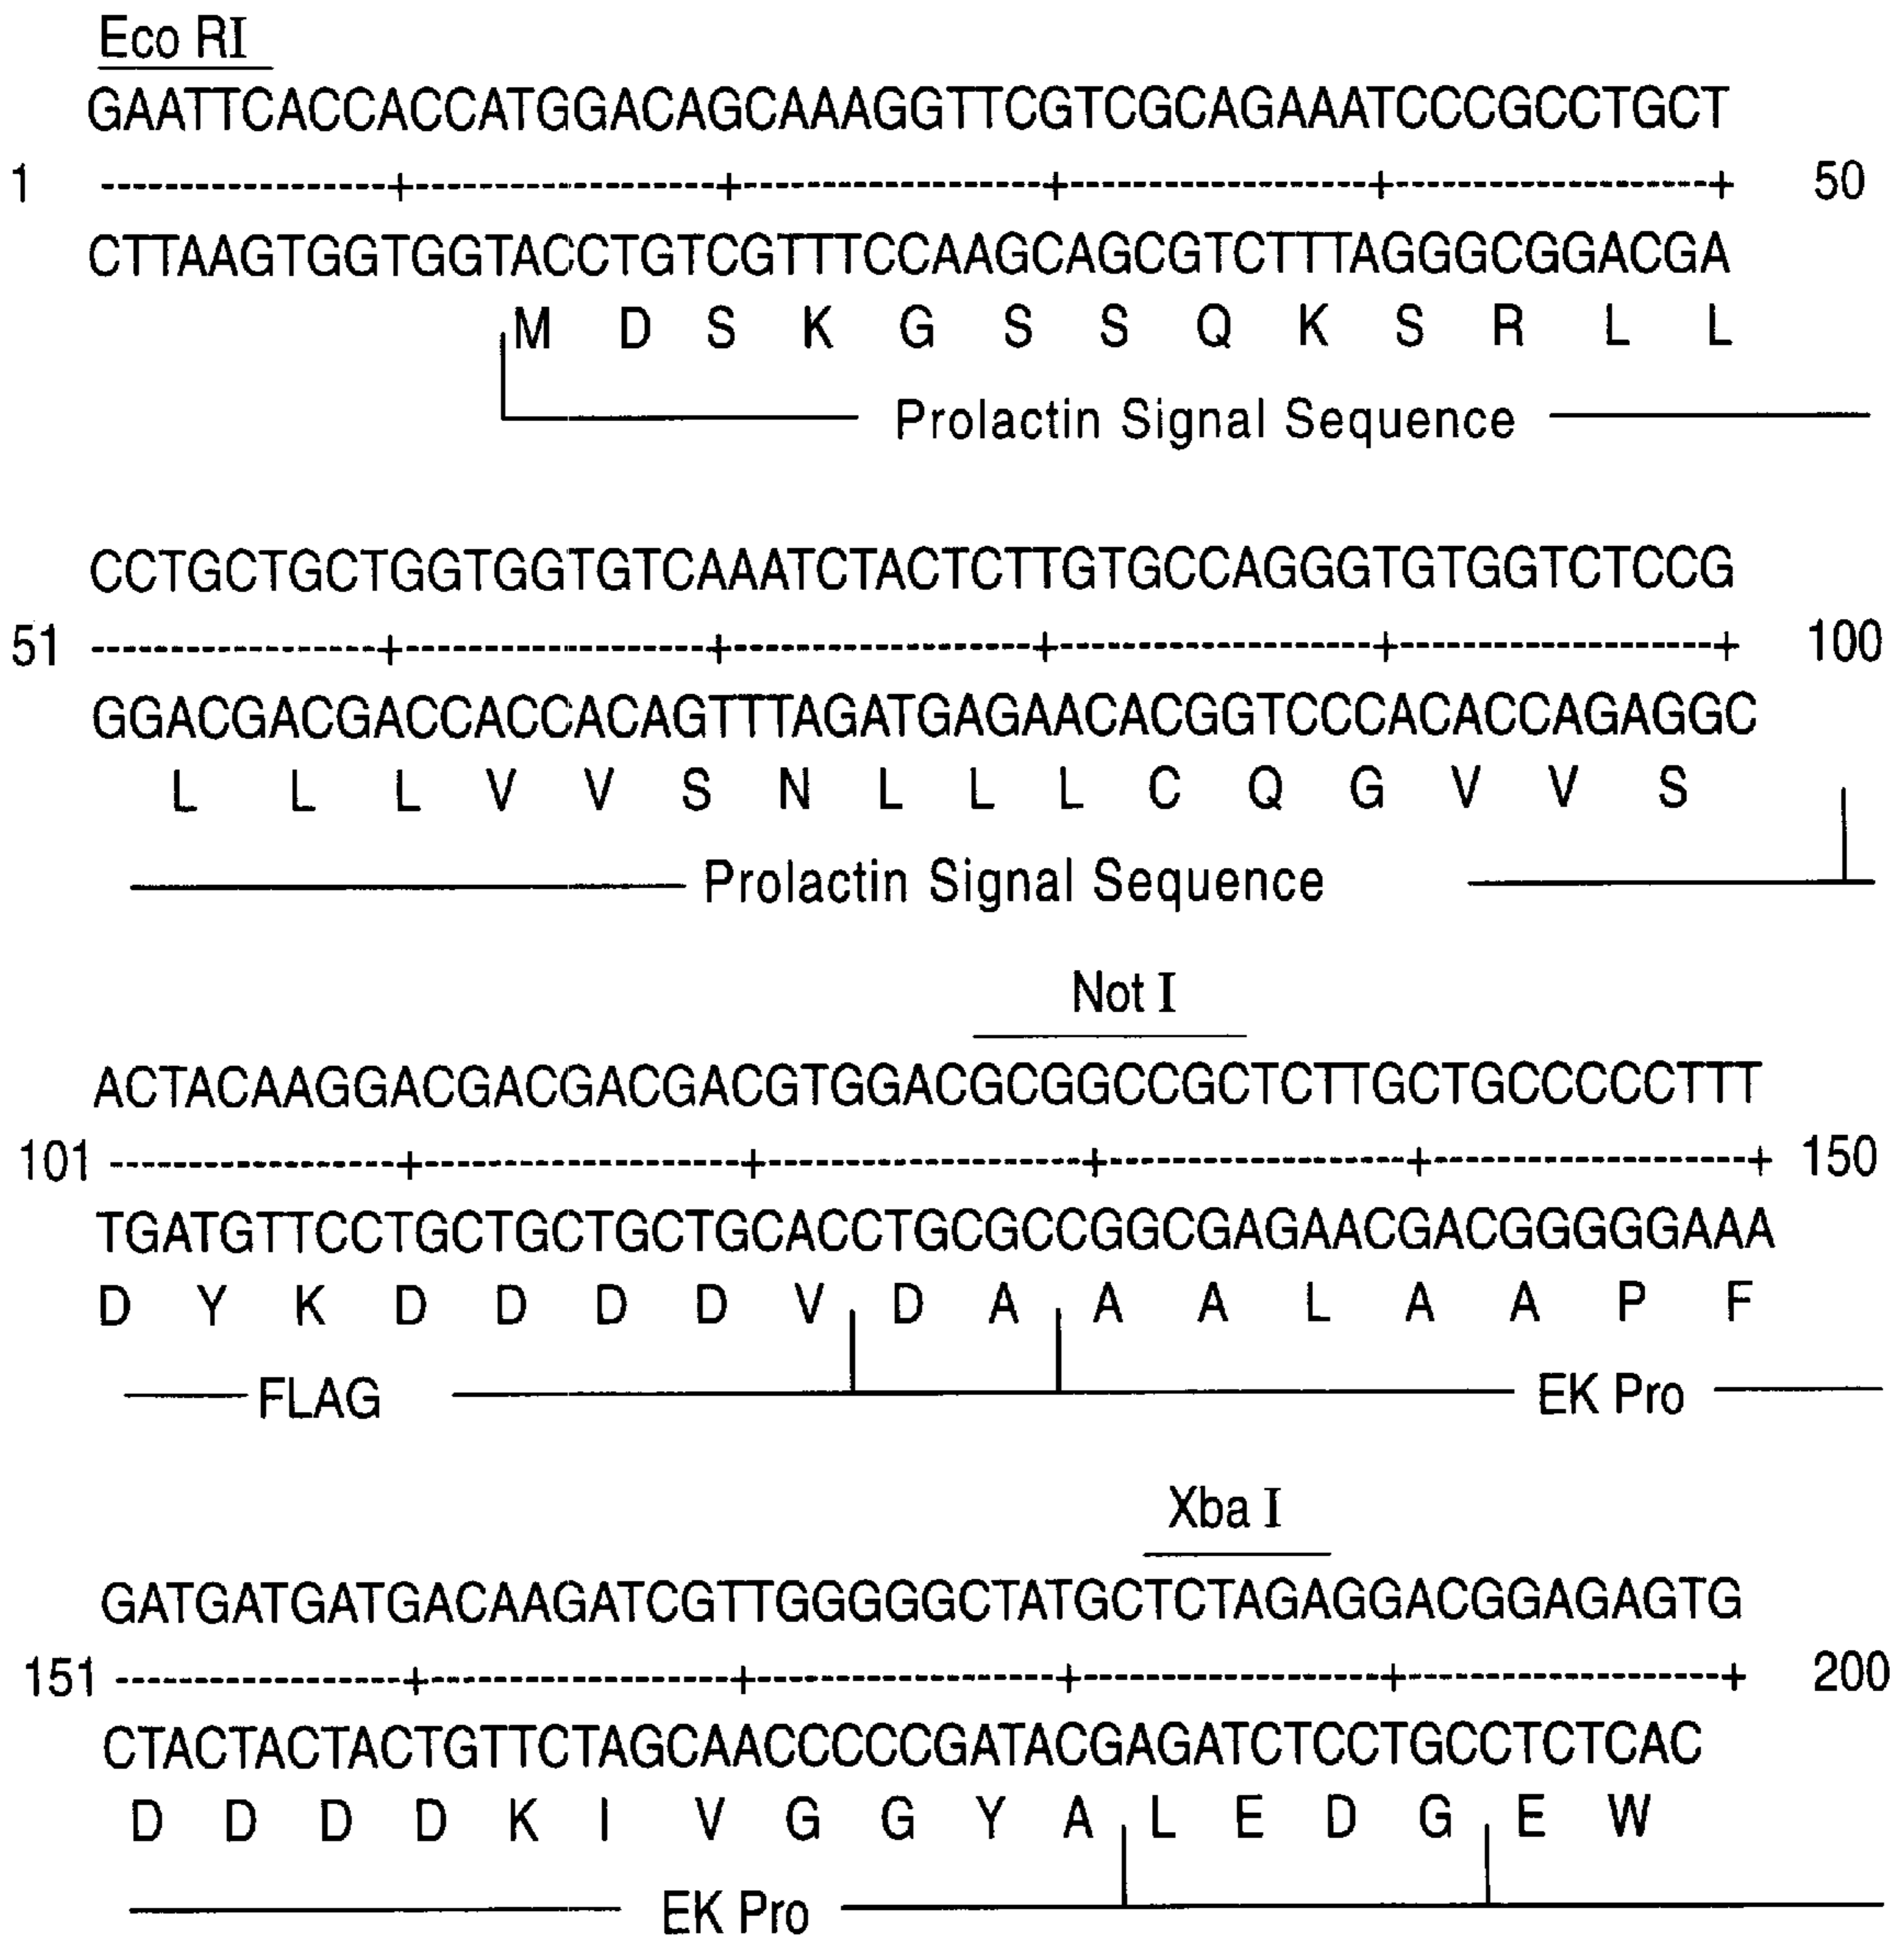 Eco RI
GAATTCACCACCATGGACAGCAAAGGTTCGTCGCAGAAATCCCGCCTGCT
1 ---------+---------+---------+---------+---------+ 50
CTTAAGTGGTGGTACCTGTCGTTTCCAAGCAGCGTCTTTAGGGCGGACGA
M D S K G S S Q K S R L L
Prolactin Signal Sequence
CCTGCTGCTGGTGGTGTCAAATCTACTCTTGTGCCAGGGTGTGGTCTCCG
51 ---------+---------+---------+---------+---------+ 100
GGACGACGACCACCACAGTTTAGATGAGAACACGGTCCCACACCAGAGGC
L L L V V S N L L L C Q G V V S
Prolactin Signal Sequence
Not I
ACTACAAGGACGACGACGACGTGGACGCGGCCGCTCTTGCTGCCCCCTTT
101 ---------+---------+---------+---------+---------+ 150
TGATGTTCCTGCTGCTGCTGCACCTGCGCCGGCGAGAACGACGGGGGAAA
D Y K D D D D V D A A A L A A P F
FLAG EK Pro
Xba I
GATGATGATGACAAGATCGTTGGGGGCTATGCTCTAGAGGACGGAGAGTG
151 ---------+---------+---------+---------+---------+ 200
CTACTACTACTGTTCTAGCAACCCCCGATACGAGATCTCCTGCCTCTCAC
D D D D K I V G G Y A L E D G E W
EK Pro